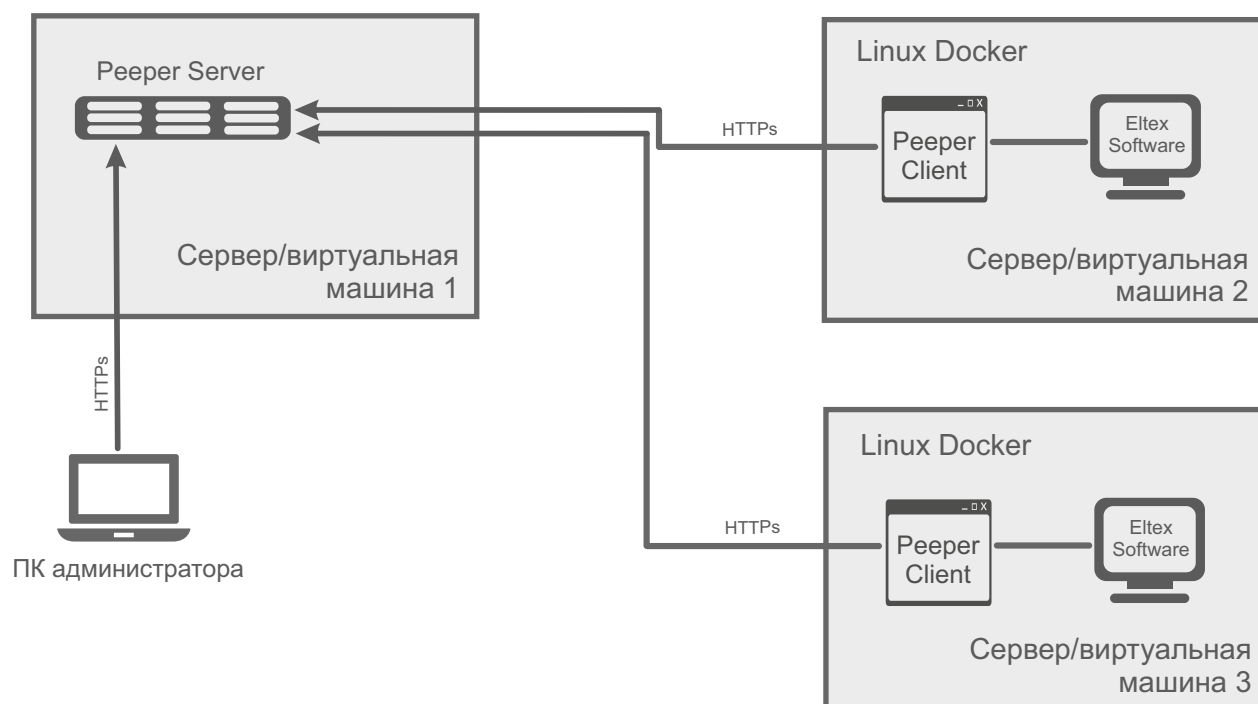 Peeper Server
Сервер/виртуальная
машина 1
HTTPs
ПК администратора
HTTPs
Linux Docker
Peeper
Client
Eltex
Software
Сервер/виртуальная
машина 2
HTTPs
Linux Docker
Peeper
Client
Eltex
Software
Сервер/виртуальная
машина 3